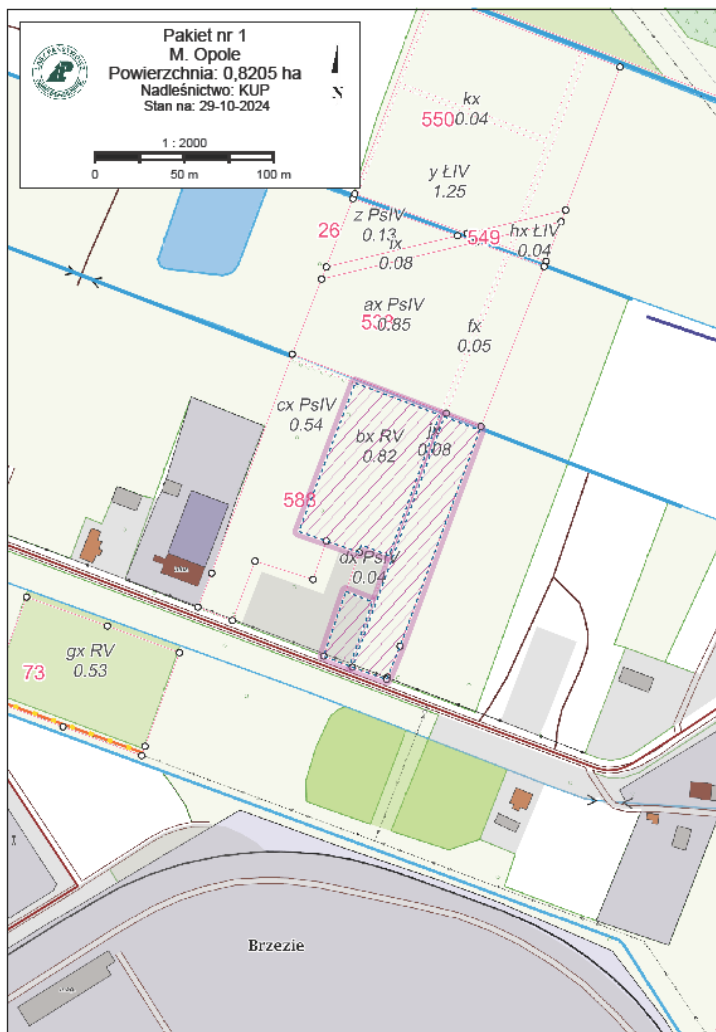 Pakiet nr 1
M. Opole
Powierzchnia: 0,8205 ha
Nadleśnictwo: KUP
Stan na: 29-10-2024
N
1 : 2000
0 50 m 100 m
kx
550
0.04
y ŁIV
1.25
z PsIV
26
0.13
hx ŁIV
549
ix
0.04
0.08
ax PsIV
0.85
fx
0.05
cx PsIV
0.54
bx RV
0.82
0.08
588
dx PsIV
0.04
gx RV
73
0.53
Brzezie